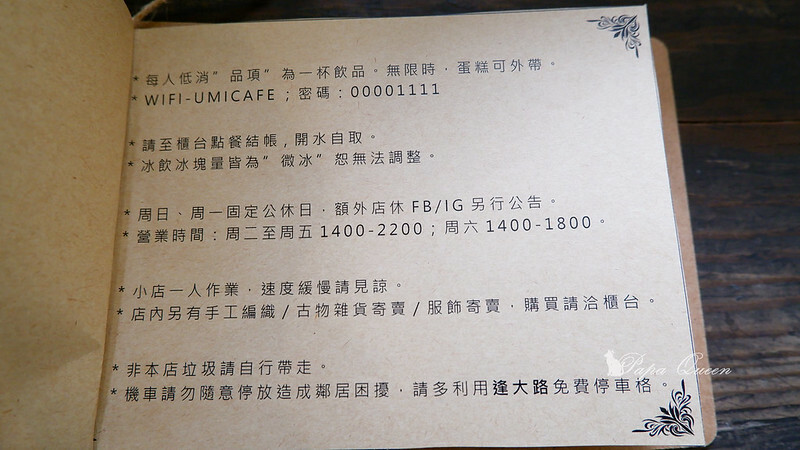 * 每人低消”品項”為一杯飲品。無限時，蛋糕可外帶。
* WIFI-UMICAFE；密碼：00001111
* 請至櫃台點餐結帳，開水自取。
* 冰飲冰塊量皆為”微冰”恕無法調整。
* 周日、周一固定公休日，額外店休 FB/IG 另行公告。
* 營業時間：周二至周五 1400-2200；周六 1400-1800。
* 小店一人作業，速度緩慢請見諒。
* 店內另有手工編織/古物雜貨寄賣/服飾寄賣，購買請洽櫃台。
* 非本店垃圾請自行帶走。
* 機車請勿隨意停放造成鄰居困擾，請多利用逢大路免費停車格。
Papa Queen